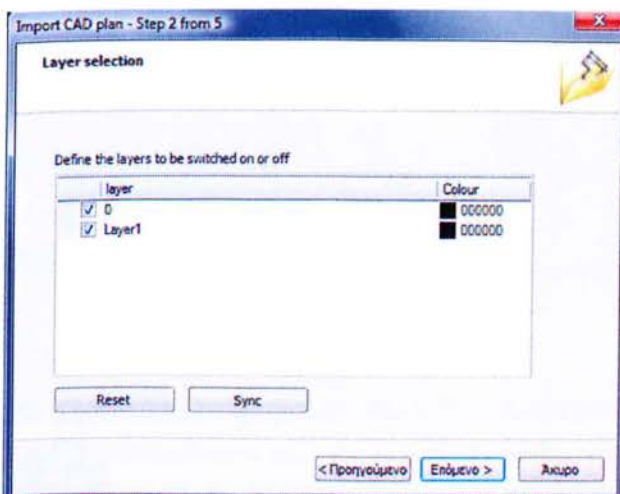 Import CAD plan - Step 2 from 5
Layer selection
Define the layers to be switched on or off
layer Colour
0 000000
Layer1 000000
Reset Sync
< Προηγούμενο Επόμενο > Άκυρο